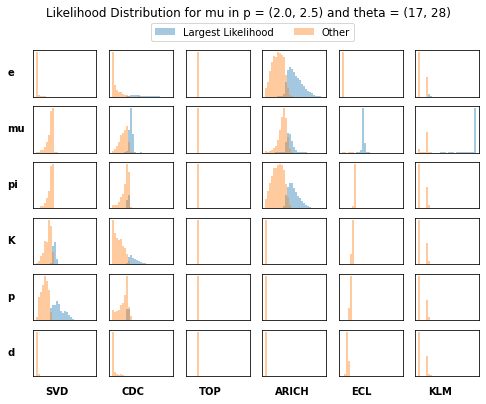 Likelihood Distribution for mu in p = (2.0, 2.5) and theta = (17, 28)
Largest Likelihood Other
e
mu
pi
K
p
d
SVD CDC TOP ARICH ECL KLM